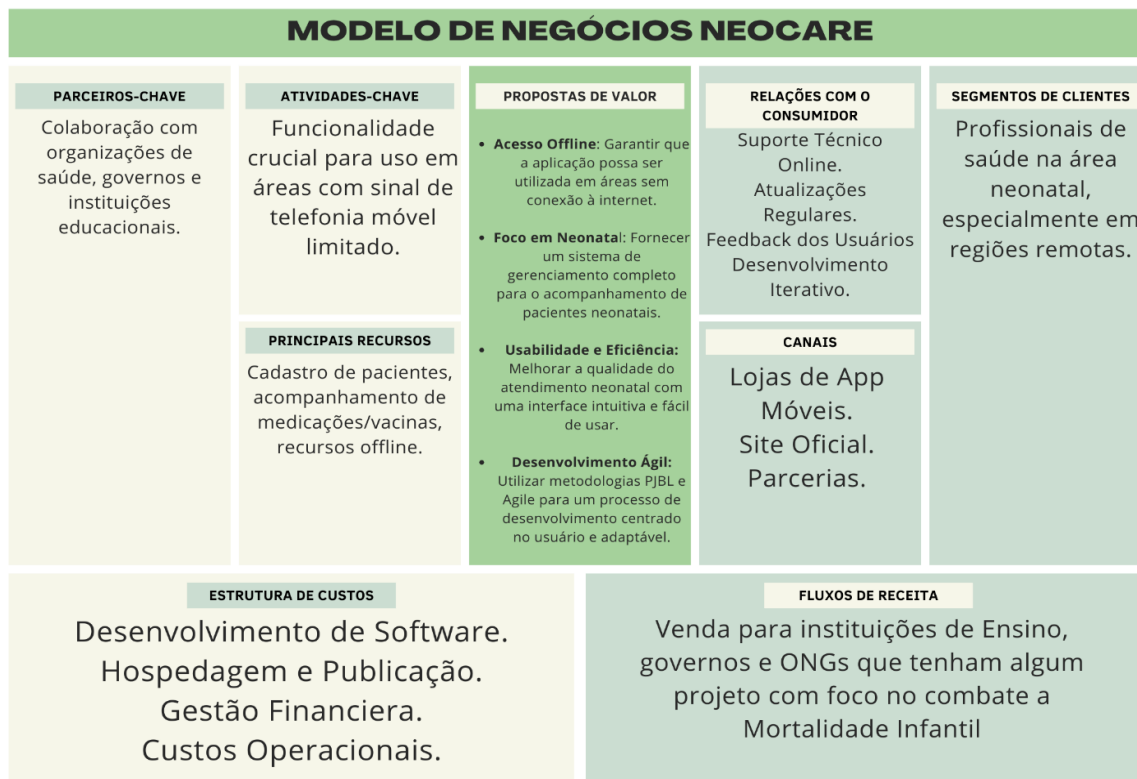 MODELO DE NEGÓCIOS NEOCARE
PARCEIROS-CHAVE
Colaboração com
organizações de
saúde, governos e
instituições
educacionais.
ATIVIDADES-CHAVE
Funcionalidade
crucial para uso em
áreas com sinal de
telefonia móvel
limitado.
PRINCIPAIS RECURSOS
Cadastro de pacientes,
acompanhamento de
medicações/vacinas,
recursos offline.
PROPOSTAS DE VALOR
• Acesso Offline: Garantir que
a aplicação possa ser
utilizada em áreas sem
conexão à internet.
• Foco em Neonatal: Fornecer
um sistema de
gerenciamento completo
para o acompanhamento de
pacientes neonatais.
• Usabilidade e Eficiência:
Melhorar a qualidade do
atendimento neonatal com
uma interface intuitiva e fácil
de usar.
• Desenvolvimento Ágil:
Utilizar metodologias PJBL e
Agile para um processo de
desenvolvimento centrado
no usuário e adaptável.
RELAÇÕES COM O
CONSUMIDOR
Suporte Técnico
Online.
Atualizações
Regulares.
Feedback dos Usuários
Desenvolvimento
Iterativo.
CANAIS
Lojas de App
Móveis.
Site Oficial.
Parcerias.
SEGMENTOS DE CLIENTES
Profissionais de
saúde na área
neonatal,
especialmente em
regiões remotas.
ESTRUTURA DE CUSTOS
Desenvolvimento de Software.
Hospedagem e Publicação.
Gestão Financiera.
Custos Operacionais.
FLUXOS DE RECEITA
Venda para instituições de Ensino,
governos e ONGs que tenham algum
projeto com foco no combate a
Mortalidade Infantil